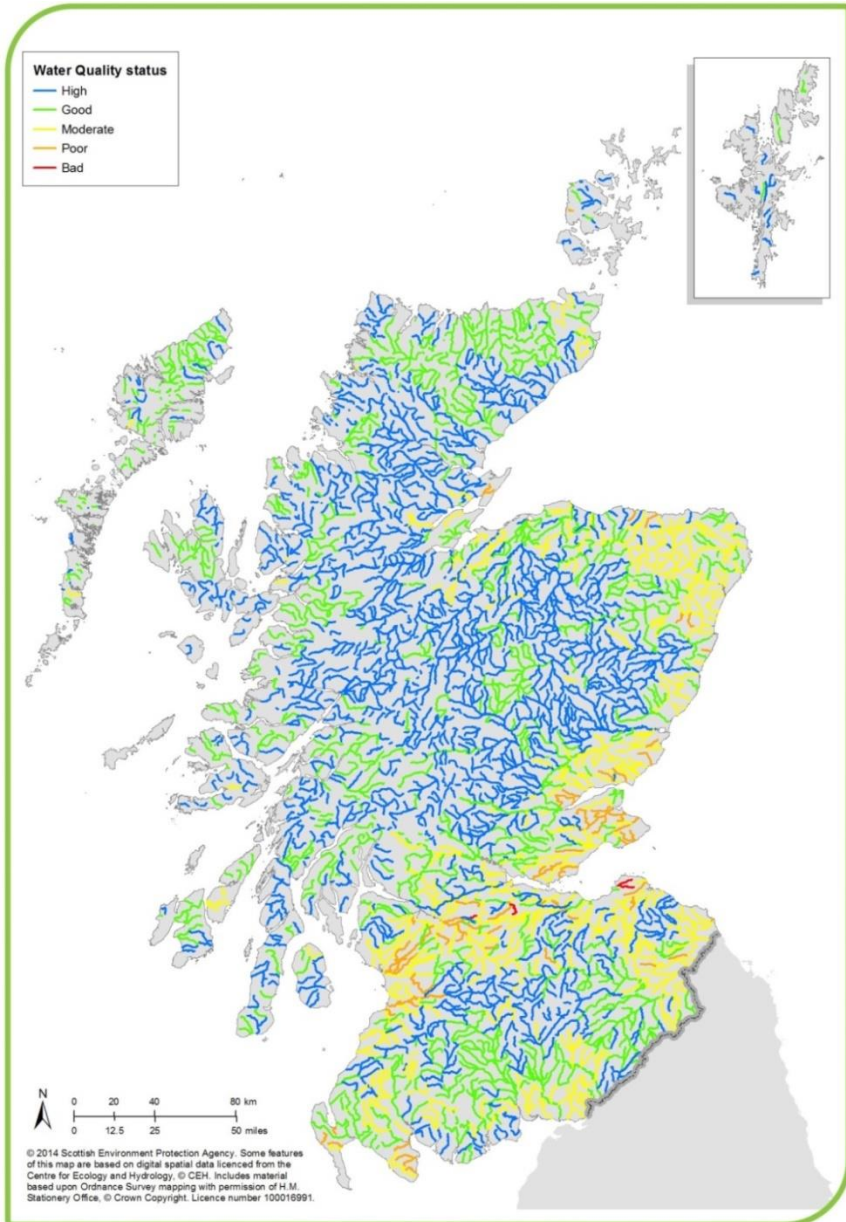 Water Quality status
High
Good
Moderate
Poor
Bad
N
0 20 40 80 km
0 12.5 25 50 miles
© 2014 Scottish Environment Protection Agency. Some features
of this map are based on digital spatial data licenced from the
Centre for Ecology and Hydrology, © CEH. Includes material
based upon Ordnance Survey mapping with permission of H.M.
Stationery Office, © Crown Copyright. Licence number 100016991.